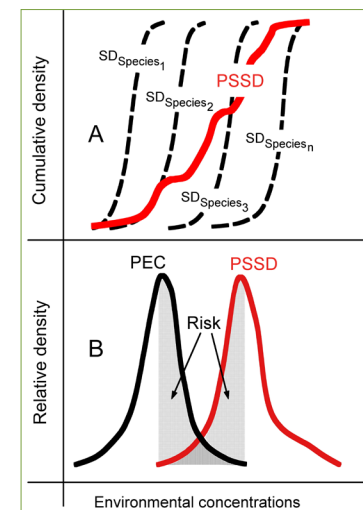 Cumulative density
A
SDSpecies1
SDSpecies2
PSSD
SDSpeciesn
SDSpecies3
Relative density
B
PEC
PSSD
Risk
Environmental concentrations